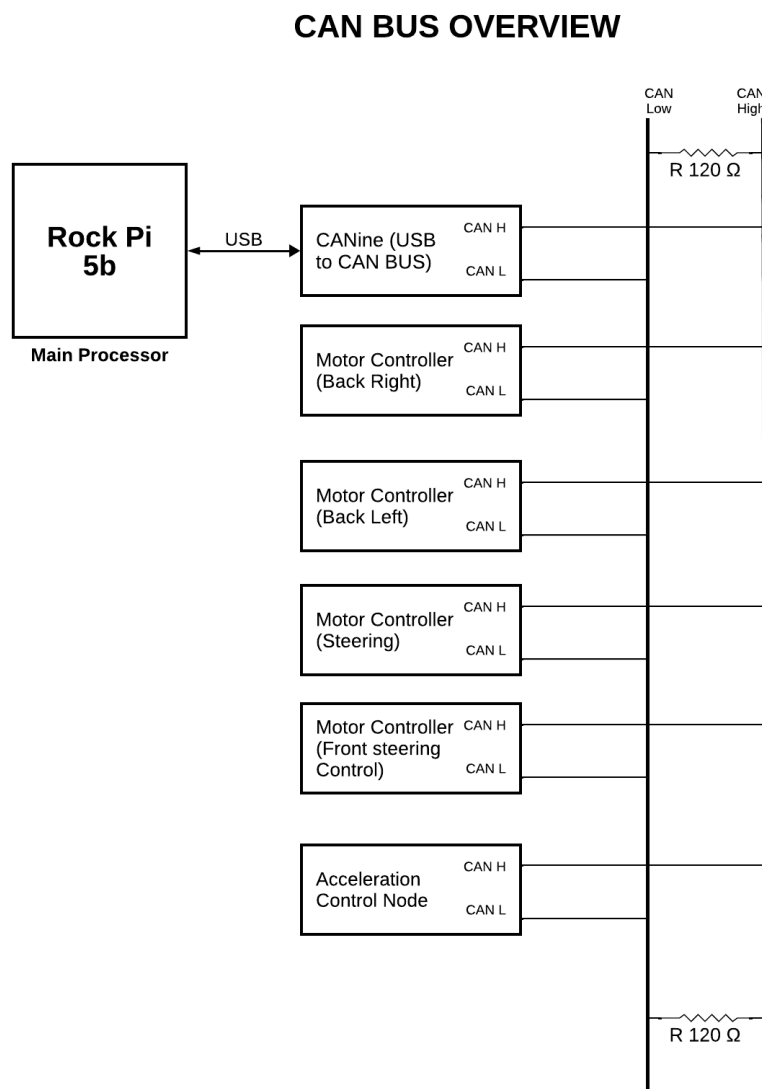 CAN BUS OVERVIEW
CAN
Low
CAN
High
R 120 Ω
Rock Pi
5b
Main Processor
USB
CANine (USB
to CAN BUS)
CAN H
CAN L
Motor Controller
(Back Right)
CAN H
CAN L
Motor Controller
(Back Left)
CAN H
CAN L
Motor Controller
(Steering)
CAN H
CAN L
Motor Controller
(Front steering
Control)
CAN H
CAN L
Acceleration
Control Node
CAN H
CAN L
R 120 Ω